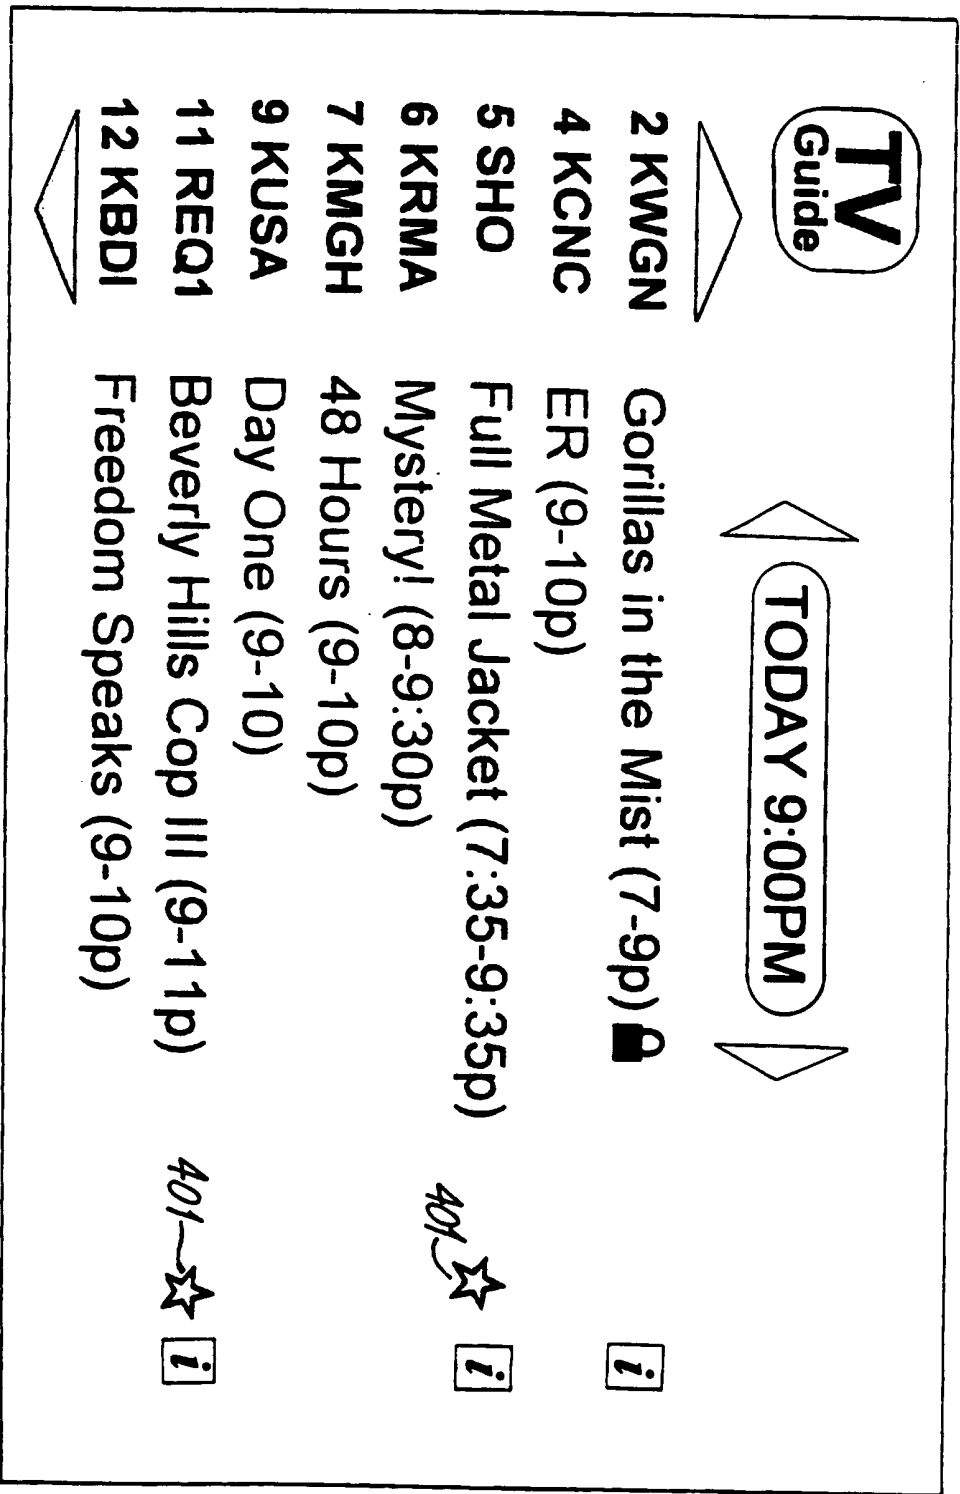 TV
Guide
TODAY 9:00PM
2 KWGN Gorillas in the Mist (7-9p) i
4 KCNC ER (9-10p)
5 SHO Full Metal Jacket (7:35-9:35p) 401 i
6 KRMA Mystery! (8-9:30p)
7 KMGH 48 Hours (9-10p)
9 KUSA Day One (9-10)
11 REQ1 Beverly Hills Cop III (9-11p) 401 i
12 KBDI Freedom Speaks (9-10p)